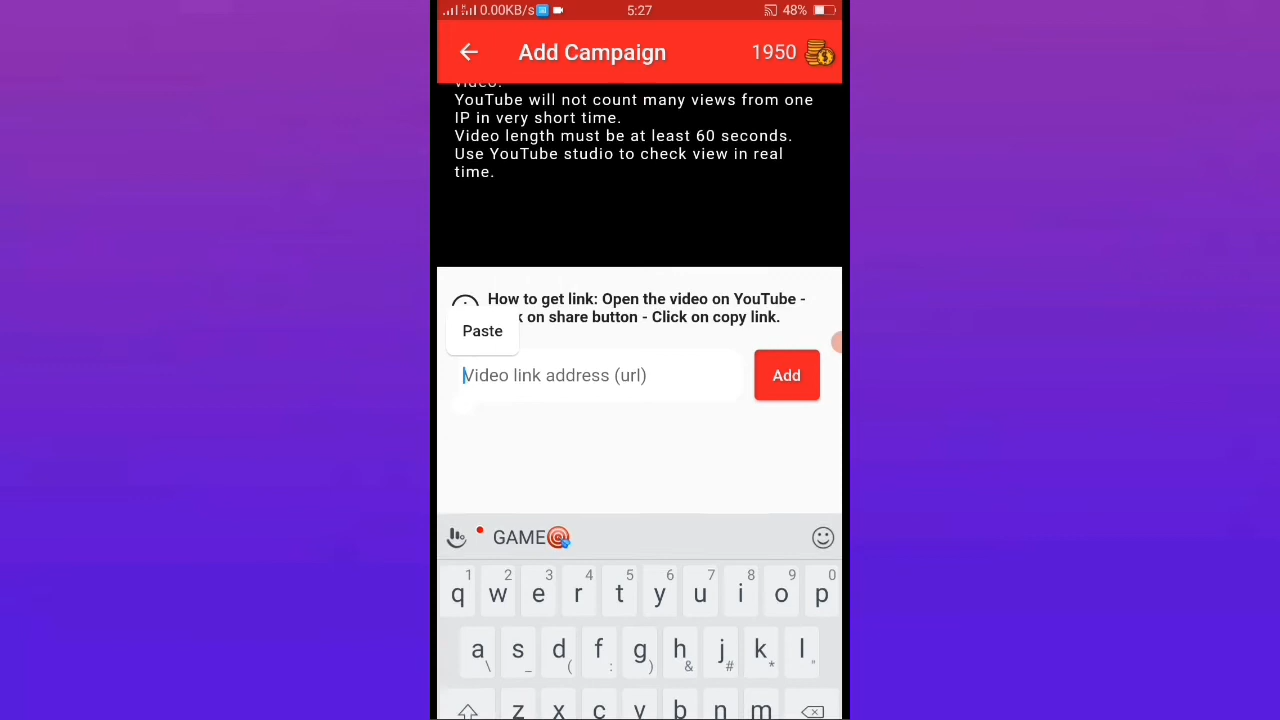 0.00KB/s 5:27 48%
Add Campaign 1950
video.
YouTube will not count many views from one
IP in very short time.
Video length must be at least 60 seconds.
Use YouTube studio to check view in real
time.
How to get link: Open the video on YouTube -
k on share button - Click on copy link.
Paste
Video link address (url)
Add
GAME
1 2 3 4 5 6 7 8 9 0
q w e r t y u i o p
a s d f g h j k l
\ _ ( : ) & # * °
z x c v b n m